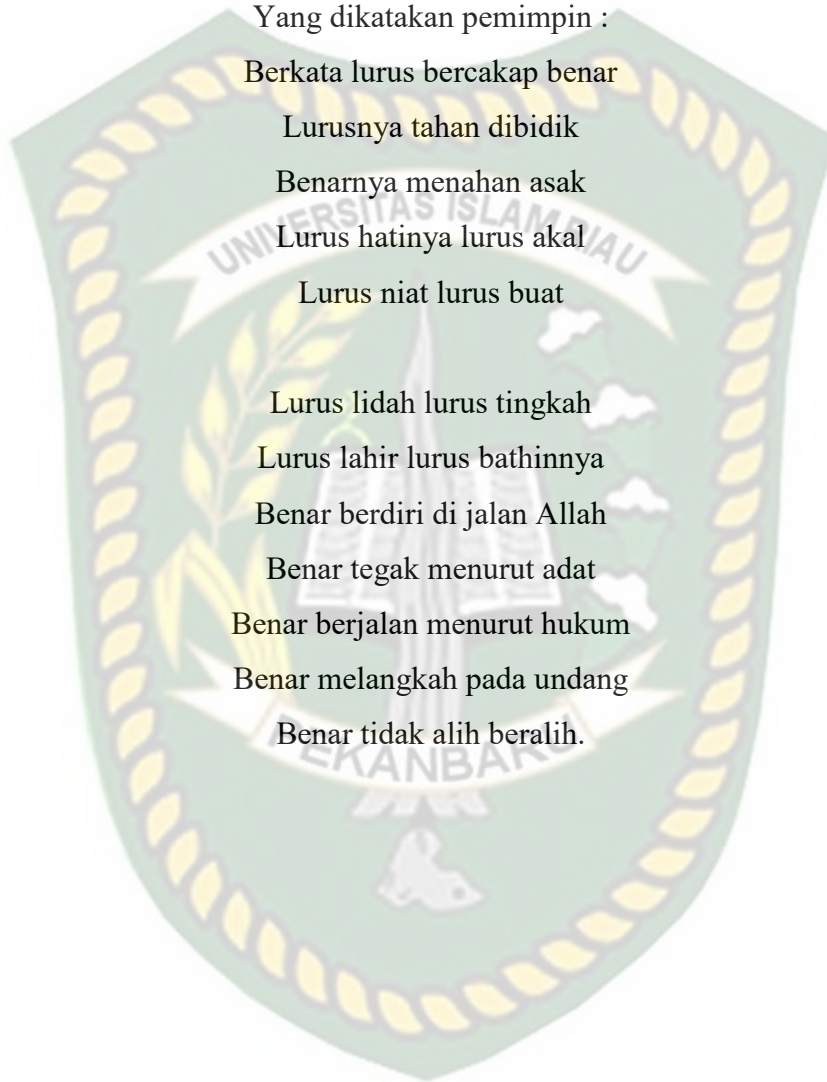 Yang dikatakan pemimpin :
Berkata lurus bercakap benar
Lurusnya tahan dibidik
Benarnya menahan asak
UNIVERSITAS ISLAM RIAU
Lurus hatinya lurus akal
Lurus niat lurus buat
Lurus lidah lurus tingkah
Lurus lahir lurus bathinnya
Benar berdiri di jalan Allah
Benar tegak menurut adat
Benar berjalan menurut hukum
Benar melangkah pada undang
Benar tidak alih beralih.
PEKANBARU